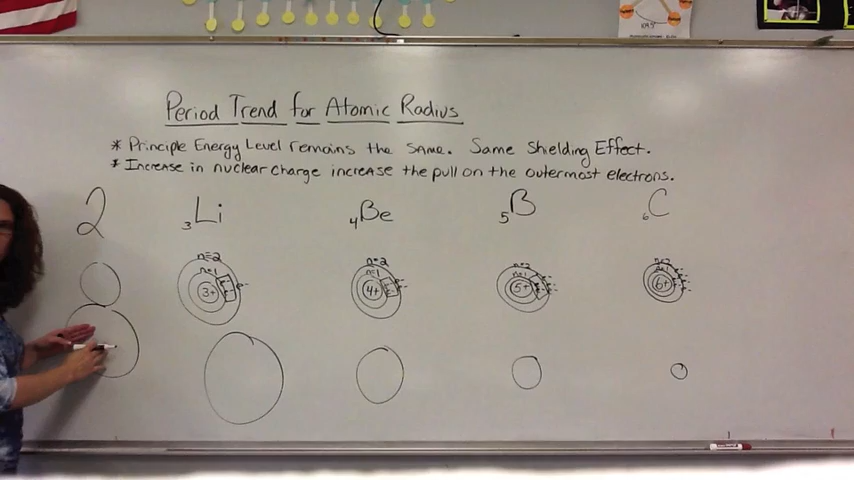 Period Trend for Atomic Radius
* Principle Energy Level remains the same. Same Shielding Effect.
* Increase in nuclear charge increase the pull on the outermost electrons.
2 3Li 4Be 5B 6C
n=2 n=2 n=2 n=2
n=1 n=1 n=1 n=1
3+ 4+ 5+ 6+